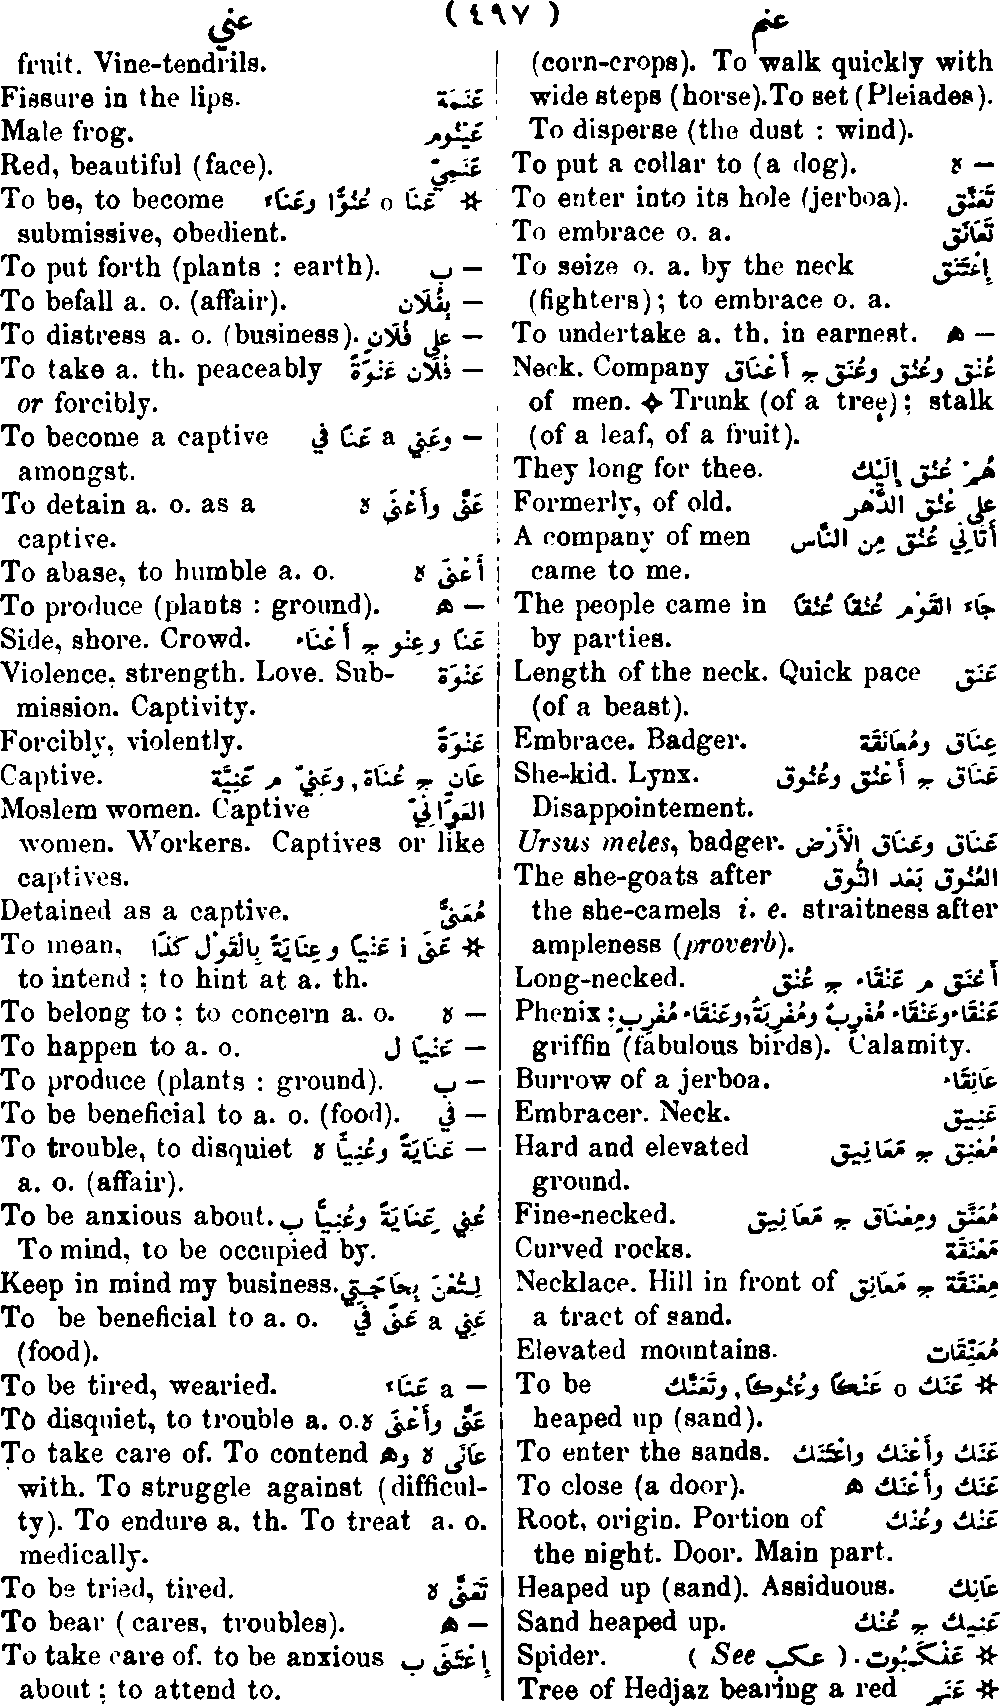 عنم ( ٤٩٧ ) عني
(corn-crops). To walk quickly with
wide steps (horse). To set (Pleiades).
To disperse (the dust : wind).
To put a collar to (a dog). ﻻ —
To enter into its hole (jerboa). تَعَنَّق
To embrace o. a. تَعَانَق
To seize o. a. by the neck إِعْتَنَق
(fighters); to embrace o. a.
To undertake a. th. in earnest. ه —
Neck. Company عُنْق وعُنُق وعُنَق ج أَعْنَاق
of men. ✧ Trunk (of a tree); stalk
(of a leaf, of a fruit).
They long for thee. هُمْ عُنُق إِلَيْك
Formerly, of old. على عُنُق الدَّهْر
A company of men أَتَانِي عُنُق مِن النَّاس
came to me.
The people came in جَاءَ القَوْم عُنُقًا عُنُقًا
by parties.
Length of the neck. Quick pace عَنَق
(of a beast).
Embrace. Badger. عِنَاق ومُعَانَقَة
She-kid. Lynx. عَنَاق ج أَعْنُق وعُنُوق
Disappointement.
Ursus meles, badger. عَنَاق وعَنَاق الْأَرْض
The she-goats after العُنُوق بَعْد النُّوق
the she-camels i. e. straitness after
ampleness (proverb).
Long-necked. أَعْنَق م عَنْقَاء ج عُنْق
Phenix; عَنْقَاء وعَنْقَاء مُغْرِبٌ ومُغْرِبَةٌ, وعَنْقَاء مُغْرِبٍ
griffin (fabulous birds). Calamity.
Burrow of a jerboa. عَانِقَاء
Embracer. Neck. عَنِيق
Hard and elevated مُعْنِق ج مَعَانِيق
ground.
Fine-necked. مُعَنَّق ومِعْنَاق ج مَعَانِيق
Curved rocks. مَعْنَقَة
Necklace. Hill in front of مِعْنَقَة ج مَعَانِق
a tract of sand.
Elevated mountains. مُعَنِّقَات
To be ✻ عَنَك o عَنْكًا وعُنُوكًا, وتَعَنَّك
heaped up (sand).
To enter the sands. عَنَك وأَعْنَك واعْتَنَك
To close (a door). عَنَك وأَعْنَك ه
Root, origin. Portion of عَنْك وعُنْك
the night. Door. Main part.
Heaped up (sand). Assiduous. عَانِك
Sand heaped up. عَنِيك ج عُنْك
Spider. ✻ عَنْكَبُوت. ( See عكب )
Tree of Hedjaz bearing a red ✻ عَنَم
fruit. Vine-tendrils.
Fissure in the lips. عَنَمَة
Male frog. عَيْنُوم
Red, beautiful (face). عَنَمِيّ
To be, to become ✻ عَنَا o عُنُوًّا وعَنَاء
submissive, obedient.
To put forth (plants : earth). — ب
To befall a. o. (affair). — بِفُلَان
To distress a. o. (business). — على فُلَان
To take a. th. peaceably — فُلَان عَنْوَةً
or forcibly.
To become a captive — وعَنِي a عَنًا في
amongst.
To detain a. o. as a عَنَّى وأَعْنَى ﻻ
captive.
To abase, to humble a. o. أَعْنَى ﻻ
To produce (plants : ground). — ه
Side, shore. Crowd. عَنًا وعِنْو ج أَعْنَاء
Violence, strength. Love. Sub- عَنْوَة
mission. Captivity.
Forcibly, violently. عَنْوَةً
Captive. عَانٍ ج عُنَاة, وعَنِيّ م عَنِيَّة
Moslem women. Captive العَوَانِي
women. Workers. Captives or like
captives.
Detained as a captive. مُعَنًّى
To mean, ✻ عَنَى i عَنْيًا وعِنَايَةً بِالْقَوْل كَذَا
to intend ; to hint at a. th.
To belong to ; to concern a. o. — ﻻ
To happen to a. o. — عَنْيًا ل
To produce (plants : ground). — ب
To be beneficial to a. o. (food). — في
To trouble, to disquiet — عَنَايَةً وعُنِيًّا ﻻ
a. o. (affair).
To be anxious about. عُنِي عِنَايَةً وعُنِيًّا ب
To mind, to be occupied by.
Keep in mind my business. لِتُعْنَ بِحَاجَتِي
To be beneficial to a. o. عَنِي a عَنًى في
(food).
To be tired, wearied. — a عَنَاء
To disquiet, to trouble a. o. عَنَّى وأَعْنَى ﻻ
To take care of. To contend عَانَى ﻻ وه
with. To struggle against (difficul-
ty). To endure a. th. To treat a. o.
medically.
To be tried, tired. تَعَنَّى ﻻ
To bear (cares, troubles). — ه
To take care of. to be anxious إِعْتَنَى ب
about ; to attend to.